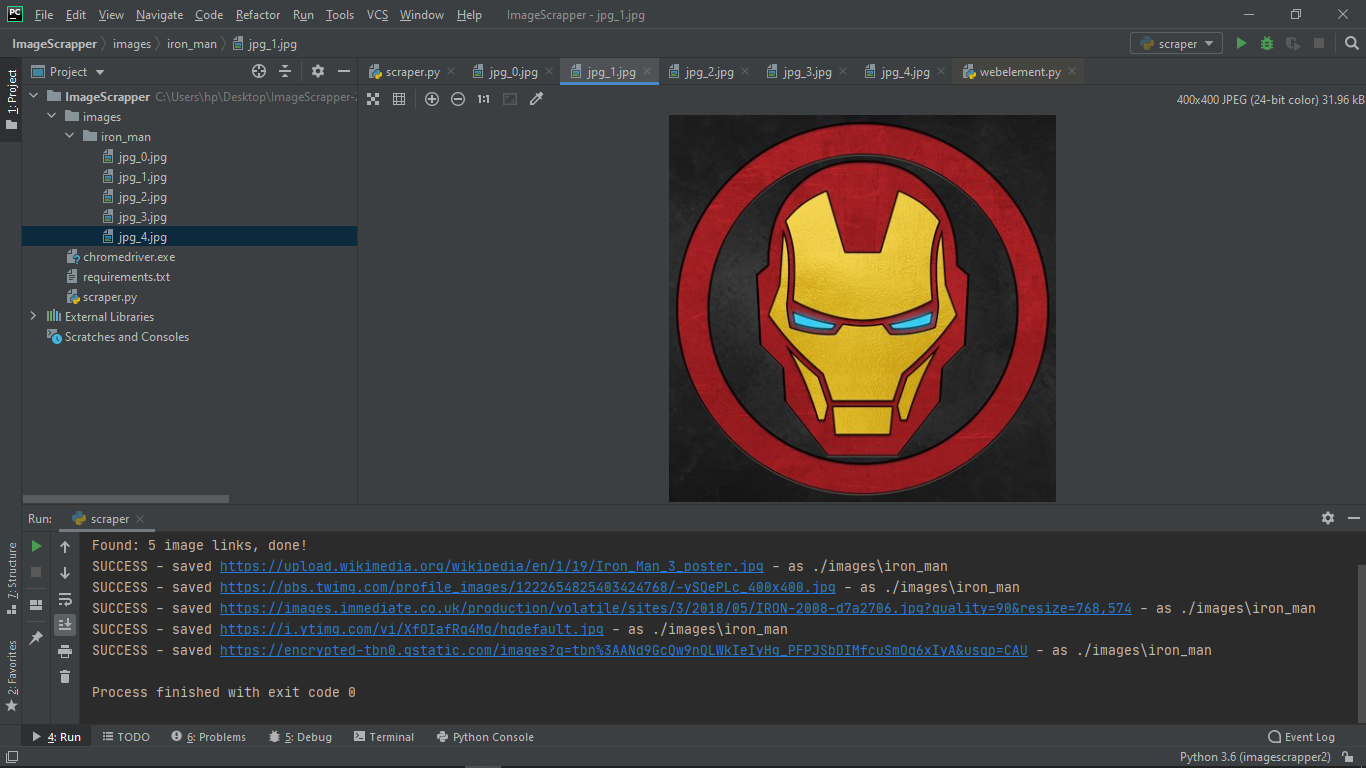 PC File Edit View Navigate Code Refactor Run Tools VCS Window Help ImageScrapper - jpg_1.jpg
ImageScrapper images iron_man jpg_1.jpg scraper
1: Project
Project scraper.py jpg_0.jpg jpg_1.jpg jpg_2.jpg jpg_3.jpg jpg_4.jpg webelement.py
ImageScrapper C:\Users\hp\Desktop\ImageScrapper-2
1:1 400x400 JPEG (24-bit color) 31.96 kB
images
iron_man
jpg_0.jpg
jpg_1.jpg
jpg_2.jpg
jpg_3.jpg
jpg_4.jpg
chromedriver.exe
requirements.txt
scraper.py
External Libraries
Scratches and Consoles
Run: scraper
Found: 5 image links, done!
SUCCESS - saved https://upload.wikimedia.org/wikipedia/en/1/19/Iron_Man_3_poster.jpg - as ./images\iron_man
SUCCESS - saved https://pbs.twimg.com/profile_images/1222654825403424768/-ySQePLc_400x400.jpg - as ./images\iron_man
SUCCESS - saved https://images.immediate.co.uk/production/volatile/sites/3/2018/05/IRON-2008-d7a2706.jpg?quality=90&resize=768,574 - as ./images\iron_man
SUCCESS - saved https://i.ytimg.com/vi/XfOIafRg4Mg/hqdefault.jpg - as ./images\iron_man
SUCCESS - saved https://encrypted-tbn0.gstatic.com/images?q=tbn%3AANd9GcQw9nQLWkIeIyHg_PFPJSbDIMfcuSmOg6xIyA&usqp=CAU - as ./images\iron_man
Process finished with exit code 0
7: Structure
2: Favorites
4: Run TODO 6: Problems 5: Debug Terminal Python Console Event Log
Python 3.6 (imagescrapper2)